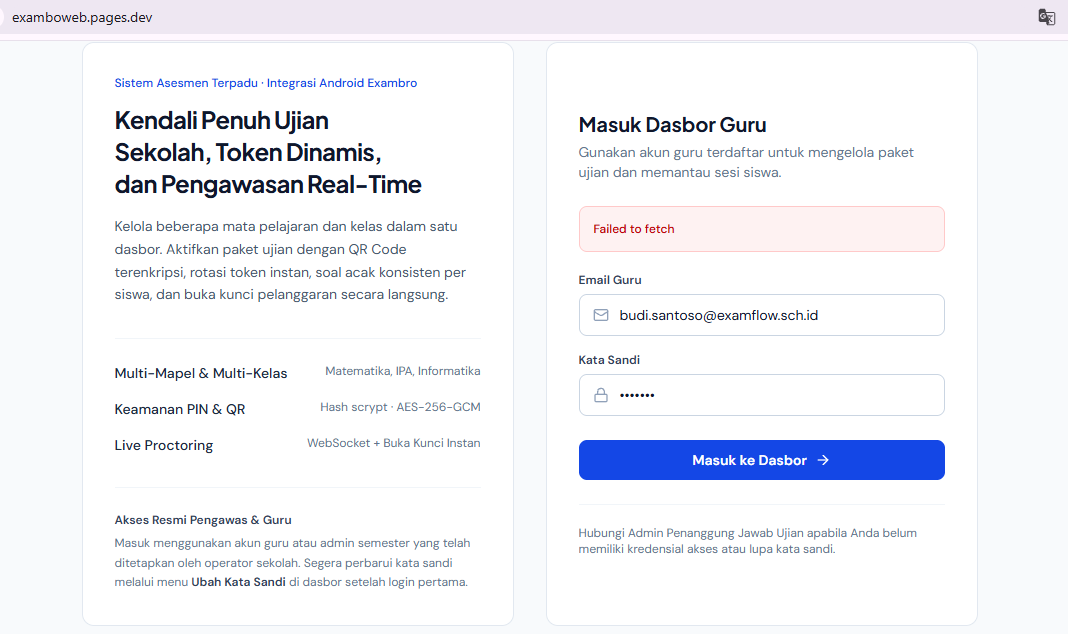 examboweb.pages.dev
Sistem Asesmen Terpadu · Integrasi Android Exambro
Kendali Penuh Ujian
Sekolah, Token Dinamis,
dan Pengawasan Real-Time
Kelola beberapa mata pelajaran dan kelas dalam satu
dasbor. Aktifkan paket ujian dengan QR Code
terenkripsi, rotasi token instan, soal acak konsisten per
siswa, dan buka kunci pelanggaran secara langsung.
Multi-Mapel & Multi-Kelas
Matematika, IPA, Informatika
Keamanan PIN & QR
Hash scrypt · AES-256-GCM
Live Proctoring
WebSocket + Buka Kunci Instan
Akses Resmi Pengawas & Guru
Masuk menggunakan akun guru atau admin semester yang telah
ditetapkan oleh operator sekolah. Segera perbarui kata sandi
melalui menu Ubah Kata Sandi di dasbor setelah login pertama.
Masuk Dasbor Guru
Gunakan akun guru terdaftar untuk mengelola paket
ujian dan memantau sesi siswa.
Failed to fetch
Email Guru
budi.santoso@examflow.sch.id
Kata Sandi
•••••••
Masuk ke Dasbor →
Hubungi Admin Penanggung Jawab Ujian apabila Anda belum
memiliki kredensial akses atau lupa kata sandi.